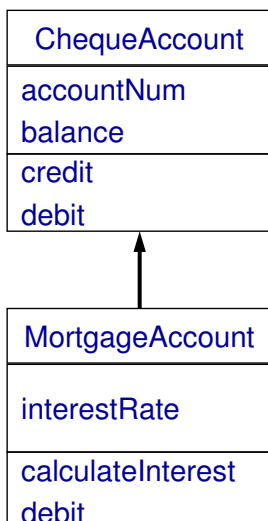 ChequeAccount
accountNum
balance
credit
debit
MortgageAccount
interestRate
calculateInterest
debit